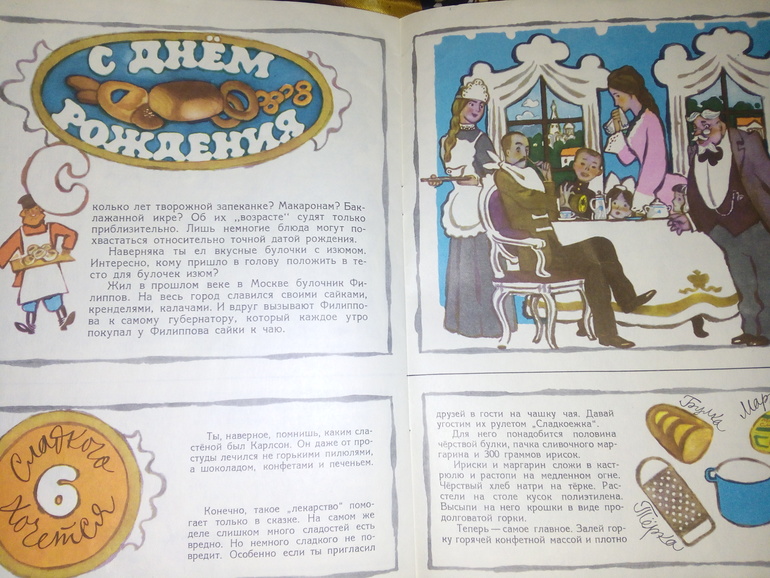 С ДНЁМ
РОЖДЕНИЯ
С
колько лет творожной запеканке? Макаронам? Бак-
лажанной икре? Об их „возрасте" судят только
приблизительно. Лишь немногие блюда могут по-
хвастаться относительно точной датой рождения.
Наверняка ты ел вкусные булочки с изюмом.
Интересно, кому пришло в голову положить в те-
сто для булочек изюм?
Жил в прошлом веке в Москве булочник Фи-
липпов. На весь город славился своими сайками,
кренделями, калачами. И вдруг вызывают Филиппо-
ва к самому губернатору, который каждое утро
покупал у Филиппова сайки к чаю.
Сладкого
6
хочется
Ты, наверное, помнишь, каким сла-
стёной был Карлсон. Он даже от про-
студы лечился не горькими пилюлями,
а шоколадом, конфетами и печеньем.
Конечно, такое „лекарство" помо-
гает только в сказке. На самом же
деле слишком много сладостей есть
вредно. Но немного сладкого не по-
вредит. Особенно если ты пригласил
друзей в гости на чашку чая. Давай
угостим их рулетом „Сладкоежка".
Для него понадобится половина
чёрствой булки, пачка сливочного мар-
гарина и 300 граммов ирисок.
Ириски и маргарин сложи в каст-
рюлю и растопи на медленном огне.
Чёрствый хлеб натри на тёрке. Рас-
стели на столе кусок полиэтилена.
Высыпи на него крошки в виде про-
долговатой горки.
Теперь — самое главное. Залей гор-
ку горячей конфетной массой и плотно
Булка
Мар
Тёрка